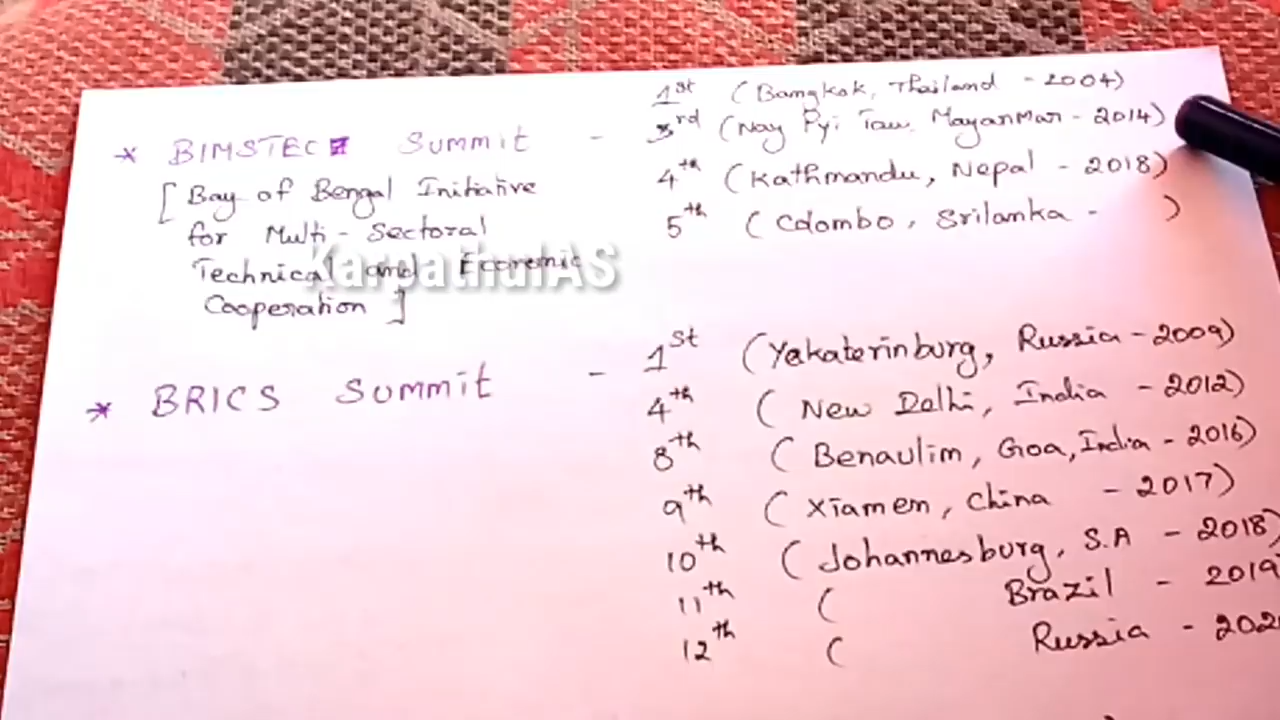 * BIMSTEC Summit - 1st (Bangkok, Thailand - 2004)
3rd (Nay Pyi Taw, Mayanmar - 2014)
[Bay of Bengal Initiative 4th (Kathmandu, Nepal - 2018)
for Multi-Sectoral 5th (Colombo, Srilanka - )
Technical and Economic
KarpathuIAS
Cooperation]
* BRICS Summit - 1st (Yekaterinburg, Russia - 2009)
4th (New Delhi, India - 2012)
8th (Benaulim, Goa, India - 2016)
9th (Xiamen, China - 2017)
10th (Johannesburg, S.A - 2018)
11th ( Brazil - 2019
12th ( Russia - 202